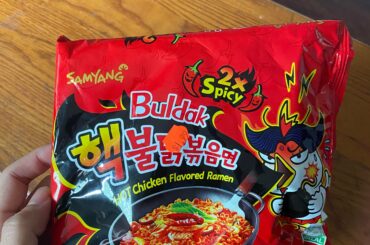 SAMYANG
2x
Spicy
Buldak
핵불닭볶음면
HOT Chicken Flavored Ramen